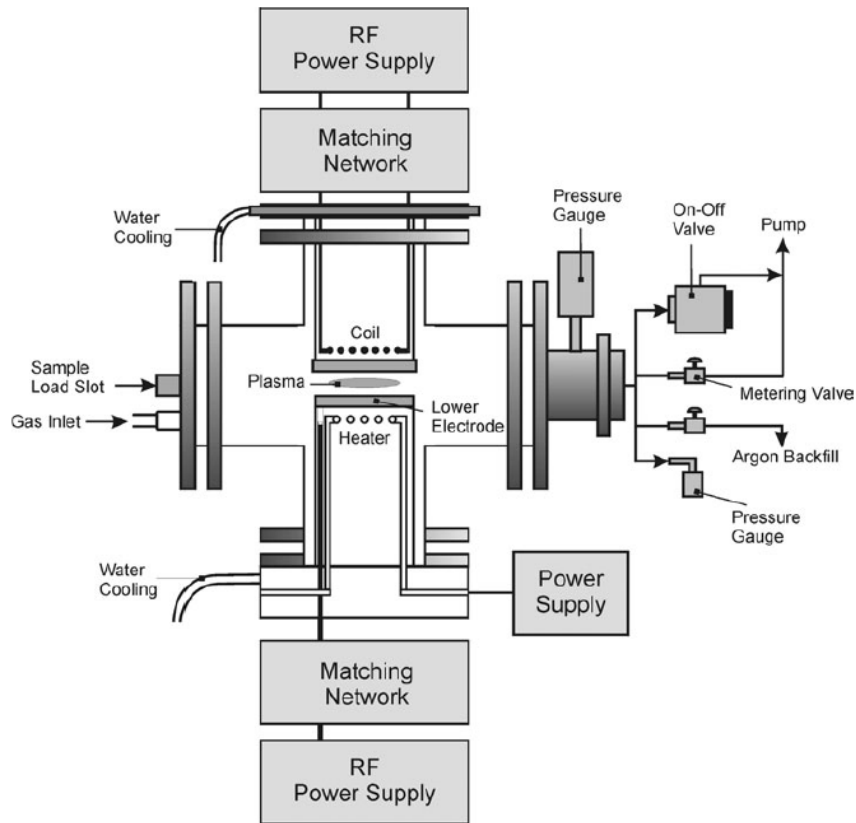 RF
Power Supply
Matching
Network
Water
Cooling
Pressure
Gauge
On-Off
Valve
Pump
Coil
Sample
Load Slot
Plasma
Metering Valve
Gas Inlet
Lower
Electrode
Heater
Argon Backfill
Pressure
Gauge
Water
Cooling
Power
Supply
Matching
Network
RF
Power Supply